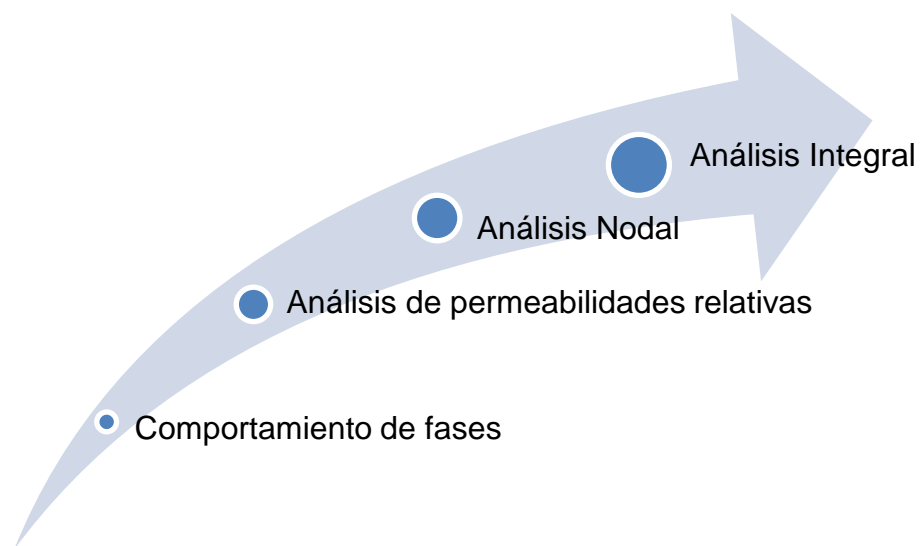 Análisis Integral
Análisis Nodal
Análisis de permeabilidades relativas
Comportamiento de fases